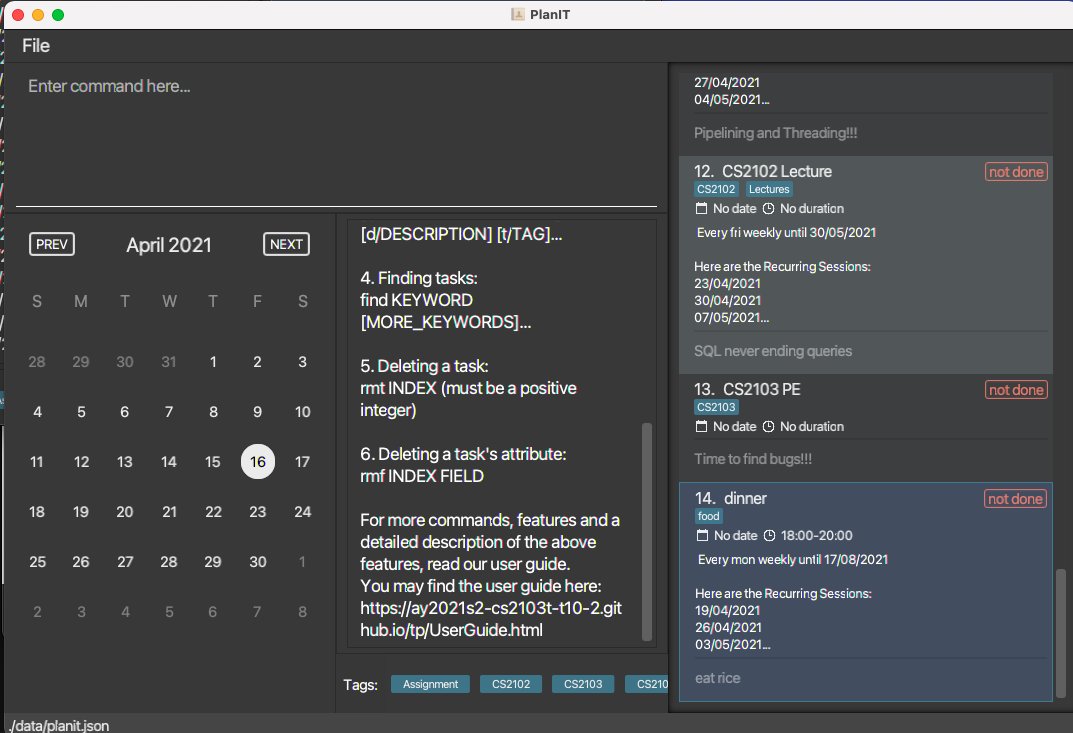 PlanIT
File
Enter command here...
PREV
April 2021
NEXT
S M T W T F S
28 29 30 31 1 2 3
4 5 6 7 8 9 10
11 12 13 14 15 16 17
18 19 20 21 22 23 24
25 26 27 28 29 30 1
2 3 4 5 6 7 8
[d/DESCRIPTION] [t/TAG]...
4. Finding tasks:
find KEYWORD
[MORE_KEYWORDS]...
5. Deleting a task:
rmt INDEX (must be a positive
integer)
6. Deleting a task's attribute:
rmf INDEX FIELD
For more commands, features and a
detailed description of the above
features, read our user guide.
You may find the user guide here:
https://ay2021s2-cs2103t-t10-2.git
hub.io/tp/UserGuide.html
Tags: Assignment CS2102 CS2103 CS210
27/04/2021
04/05/2021...
Pipelining and Threading!!!
12. CS2102 Lecture not done
CS2102 Lectures
No date No duration
Every fri weekly until 30/05/2021
Here are the Recurring Sessions:
23/04/2021
30/04/2021
07/05/2021...
SQL never ending queries
13. CS2103 PE not done
CS2103
No date No duration
Time to find bugs!!!
14. dinner not done
food
No date 18:00-20:00
Every mon weekly until 17/08/2021
Here are the Recurring Sessions:
19/04/2021
26/04/2021
03/05/2021...
eat rice
./data/planit.json